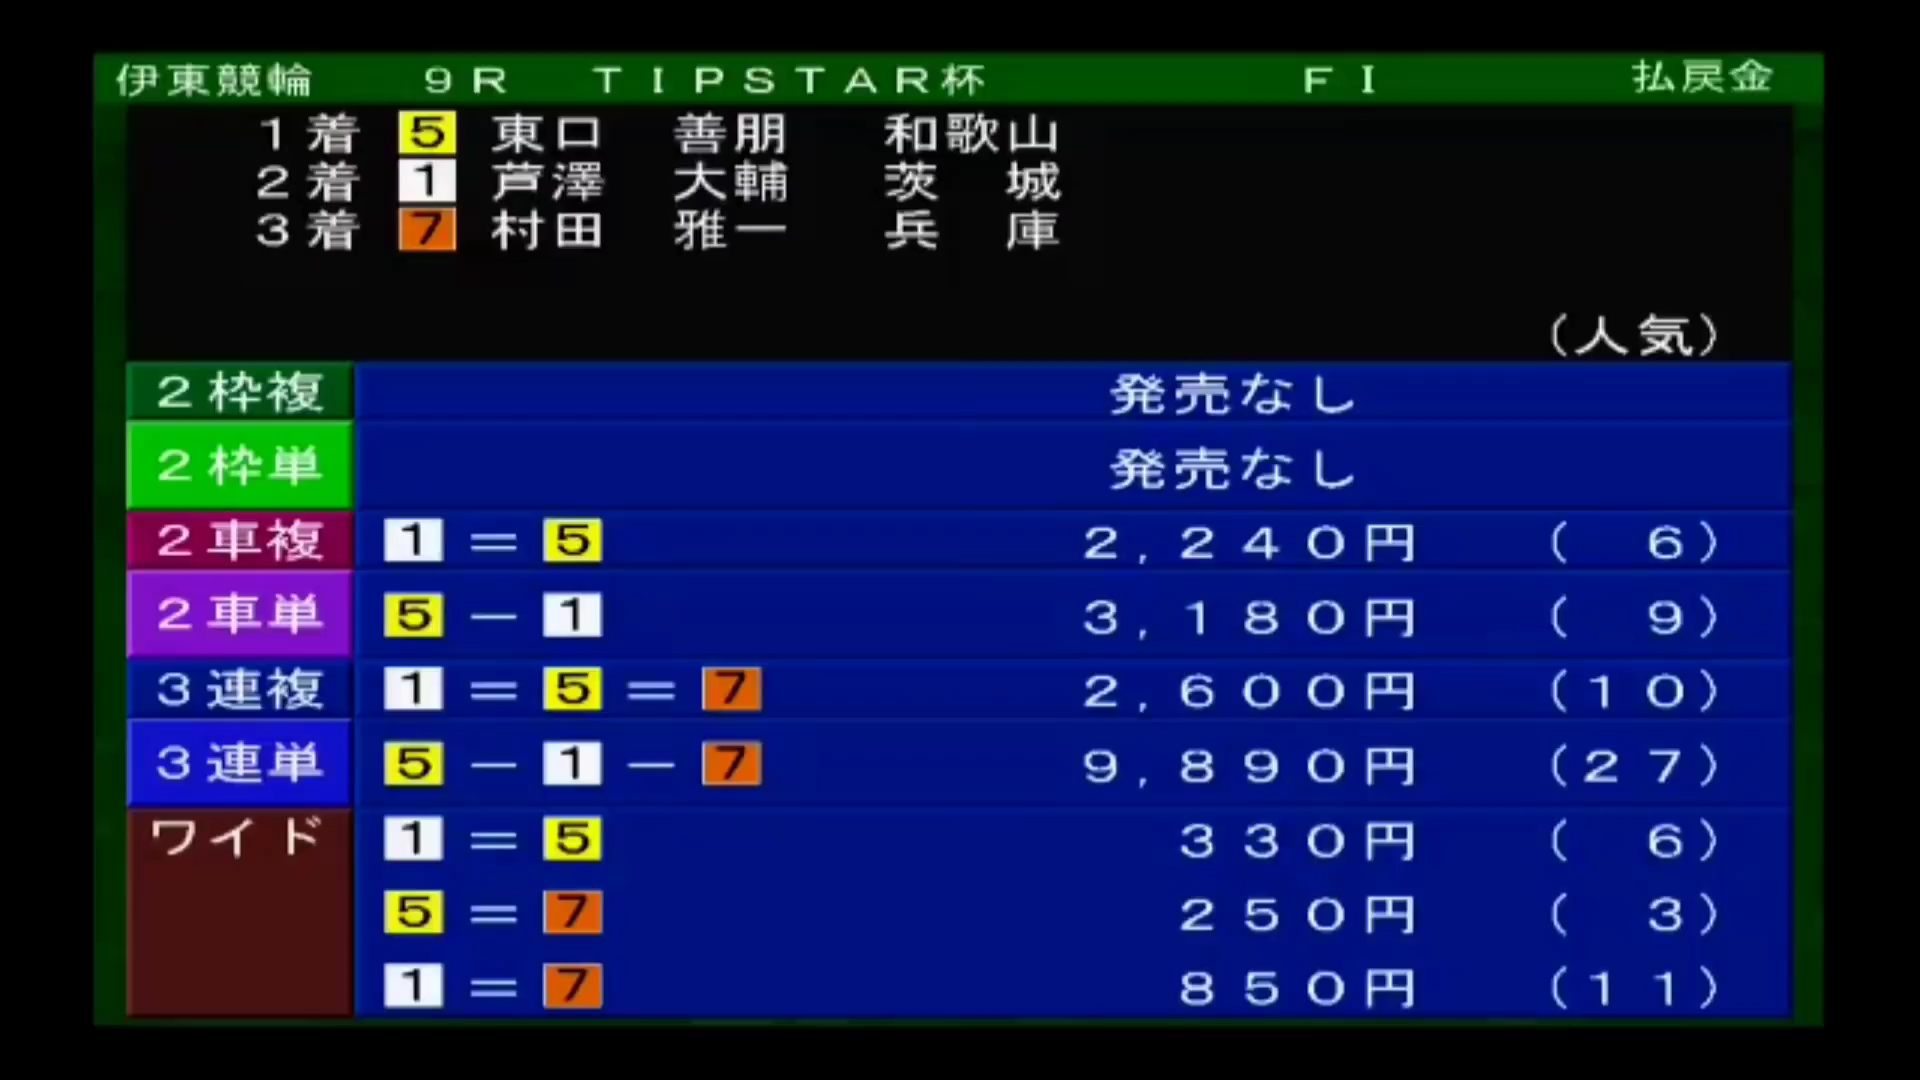 伊東競輪 9R TIPSTAR杯 FI 払戻金
1着 5 東口 善朋 和歌山
2着 1 芦澤 大輔 茨城
3着 7 村田 雅一 兵庫
(人気)
2枠複 発売なし
2枠単 発売なし
2車複 1=5 2,240円 (6)
2車単 5-1 3,180円 (9)
3連複 1=5=7 2,600円 (10)
3連単 5-1-7 9,890円 (27)
ワイド 1=5 330円 (6)
5=7 250円 (3)
1=7 850円 (11)